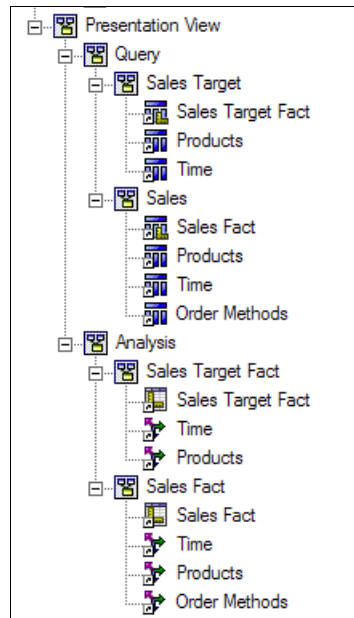 Presentation View
Query
Sales Target
Sales Target Fact
Products
Time
Sales
Sales Fact
Products
Time
Order Methods
Analysis
Sales Target Fact
Sales Target Fact
Time
Products
Sales Fact
Sales Fact
Time
Products
Order Methods